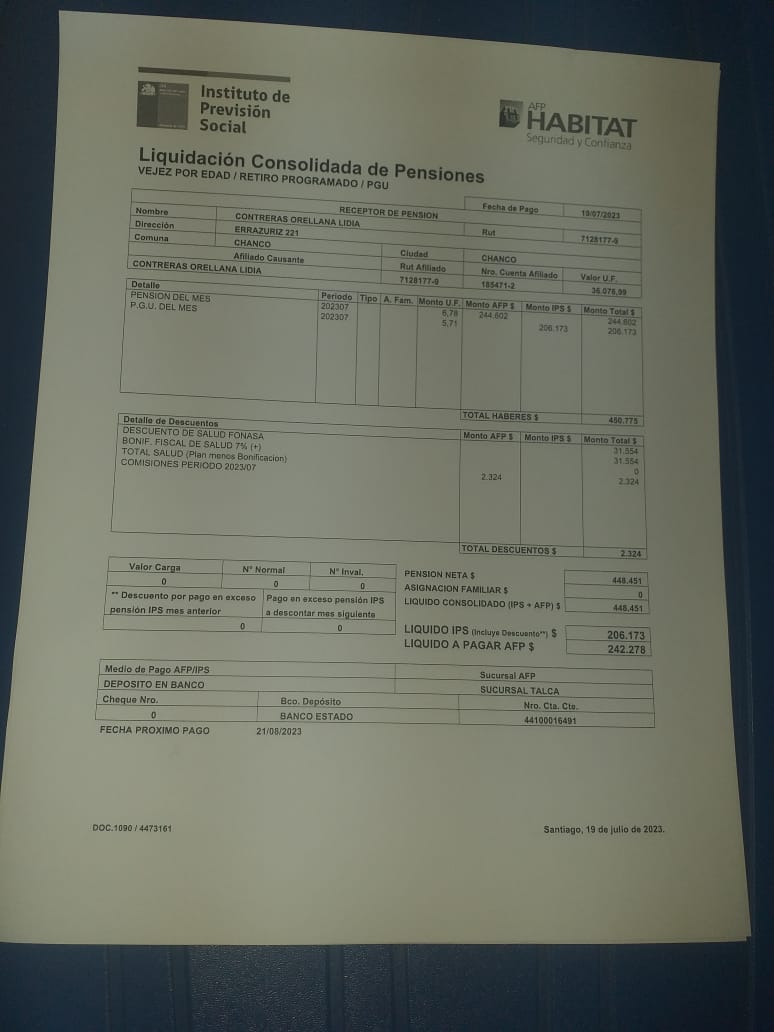 Instituto de
Previsión
Social
AFP
HABITAT
Seguridad y Confianza
Liquidación Consolidada de Pensiones
VEJEZ POR EDAD / RETIRO PROGRAMADO / PGU
Fecha de Pago 19/07/2023
RECEPTOR DE PENSION
Nombre CONTRERAS ORELLANA LIDIA Rut 7128177-9
Dirección ERRAZURIZ 221
Comuna CHANCO Ciudad CHANCO
Afiliado Causante Rut Afiliado Nro. Cuenta Afiliado Valor U.F.
CONTRERAS ORELLANA LIDIA 7128177-9 185471-2 36.076,99
Detalle Periodo Tipo A. Fam. Monto U.F. Monto AFP $ Monto IPS $ Monto Total $
PENSION DEL MES 202307 6,78 244.602 244.602
P.G.U. DEL MES 202307 5,71 206.173 206.173
TOTAL HABERES $ 450.775
Detalle de Descuentos Monto AFP $ Monto IPS $ Monto Total $
DESCUENTO DE SALUD FONASA 31.554
BONIF. FISCAL DE SALUD 7% (+) 31.554
TOTAL SALUD (Plan menos Bonificacion) 0
COMISIONES PERIODO 2023/07 2.324 2.324
TOTAL DESCUENTOS $ 2.324
Valor Carga N° Normal N° Inval.
0 0 0
** Descuento por pago en exceso pensión IPS mes anterior
Pago en exceso pensión IPS a descontar mes siguiente
0 0
PENSION NETA $ 448.451
ASIGNACION FAMILIAR $ 0
LIQUIDO CONSOLIDADO (IPS + AFP) $ 448.451
LIQUIDO IPS (Incluye Descuento**) $ 206.173
LIQUIDO A PAGAR AFP $ 242.278
Medio de Pago AFP/IPS Sucursal AFP
DEPOSITO EN BANCO SUCURSAL TALCA
Cheque Nro. Bco. Depósito Nro. Cta. Cte.
0 BANCO ESTADO 44100016491
FECHA PROXIMO PAGO 21/08/2023
DOC.1090 / 4473161 Santiago, 19 de julio de 2023.